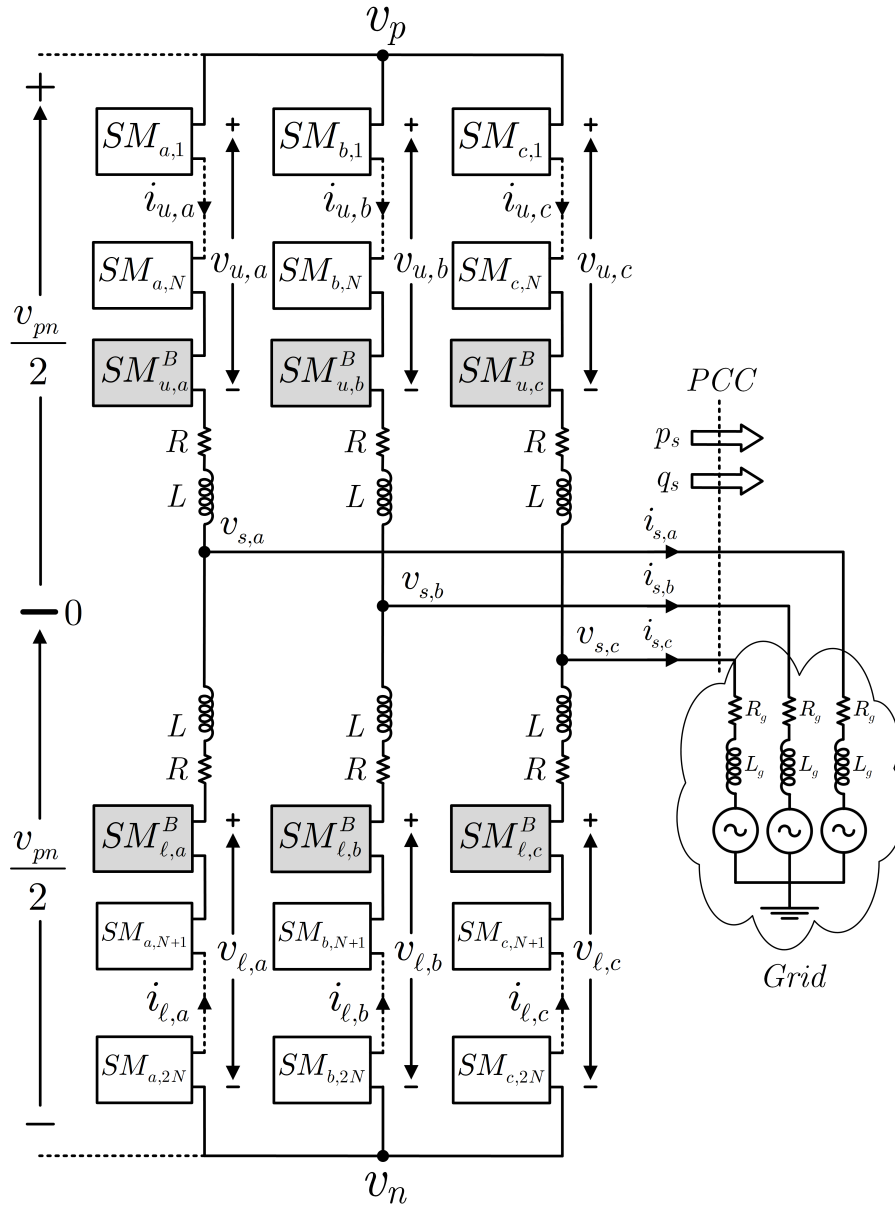 v_p
+
SM_{a,1} + SM_{b,1} + SM_{c,1} +
i_{u,a} i_{u,b} i_{u,c}
SM_{a,N} v_{u,a} SM_{b,N} v_{u,b} SM_{c,N} v_{u,c}
v_{pn}/2
SM^B_{u,a} − SM^B_{u,b} − SM^B_{u,c} −
PCC
R R R p_s
L L L q_s
v_{s,a} i_{s,a}
v_{s,b} i_{s,b}
0
v_{s,c} i_{s,c}
L L L R_g R_g R_g
R R R L_g L_g L_g
SM^B_{ℓ,a} + SM^B_{ℓ,b} + SM^B_{ℓ,c} +
v_{pn}/2
SM_{a,N+1} v_{ℓ,a} SM_{b,N+1} v_{ℓ,b} SM_{c,N+1} v_{ℓ,c}
Grid
i_{ℓ,a} i_{ℓ,b} i_{ℓ,c}
SM_{a,2N} − SM_{b,2N} − SM_{c,2N} −
−
v_n